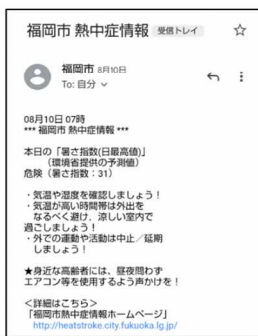 福岡市 熱中症情報 受信トレイ
福岡市 8月10日
To: 自分
08月10日 07時
*** 福岡市 熱中症情報 ***
本日の「暑さ指数(日最高値)」
(環境省提供の予測値)
危険（暑さ指数：31）
・気温や湿度を確認しましょう！
・気温が高い時間帯は外出を
なるべく避け、涼しい室内で
過ごしましょう！
・外での運動や活動は中止／延期
しましょう！
★身近な高齢者には、昼夜問わず
エアコン等を使用するよう声かけを！
＜詳細はこちら＞
「福岡市熱中症情報ホームページ」
http://heatstroke.city.fukuoka.lg.jp/